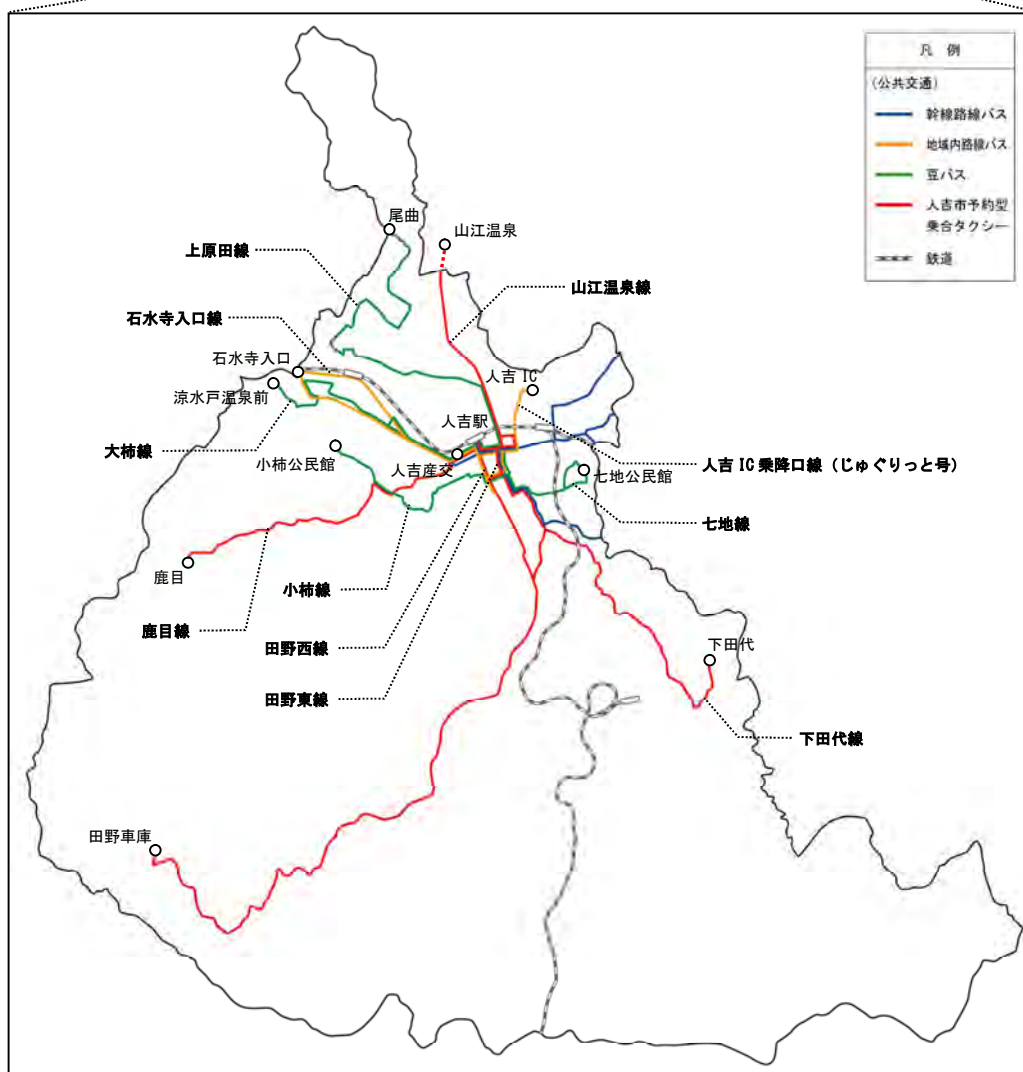 凡 例
(公共交通)
幹線路線バス
地域内路線バス
豆バス
人吉市予約型
乗合タクシー
鉄道
尾曲
山江温泉
上原田線
山江温泉線
石水寺入口線
石水寺入口
人吉 IC
涼水戸温泉前
人吉駅
大柿線
小柿公民館
人吉産交
七地公民館
人吉 IC 乗降口線（じゅぐりっと号）
七地線
鹿目
小柿線
鹿目線
田野西線
下田代
田野東線
下田代線
田野車庫